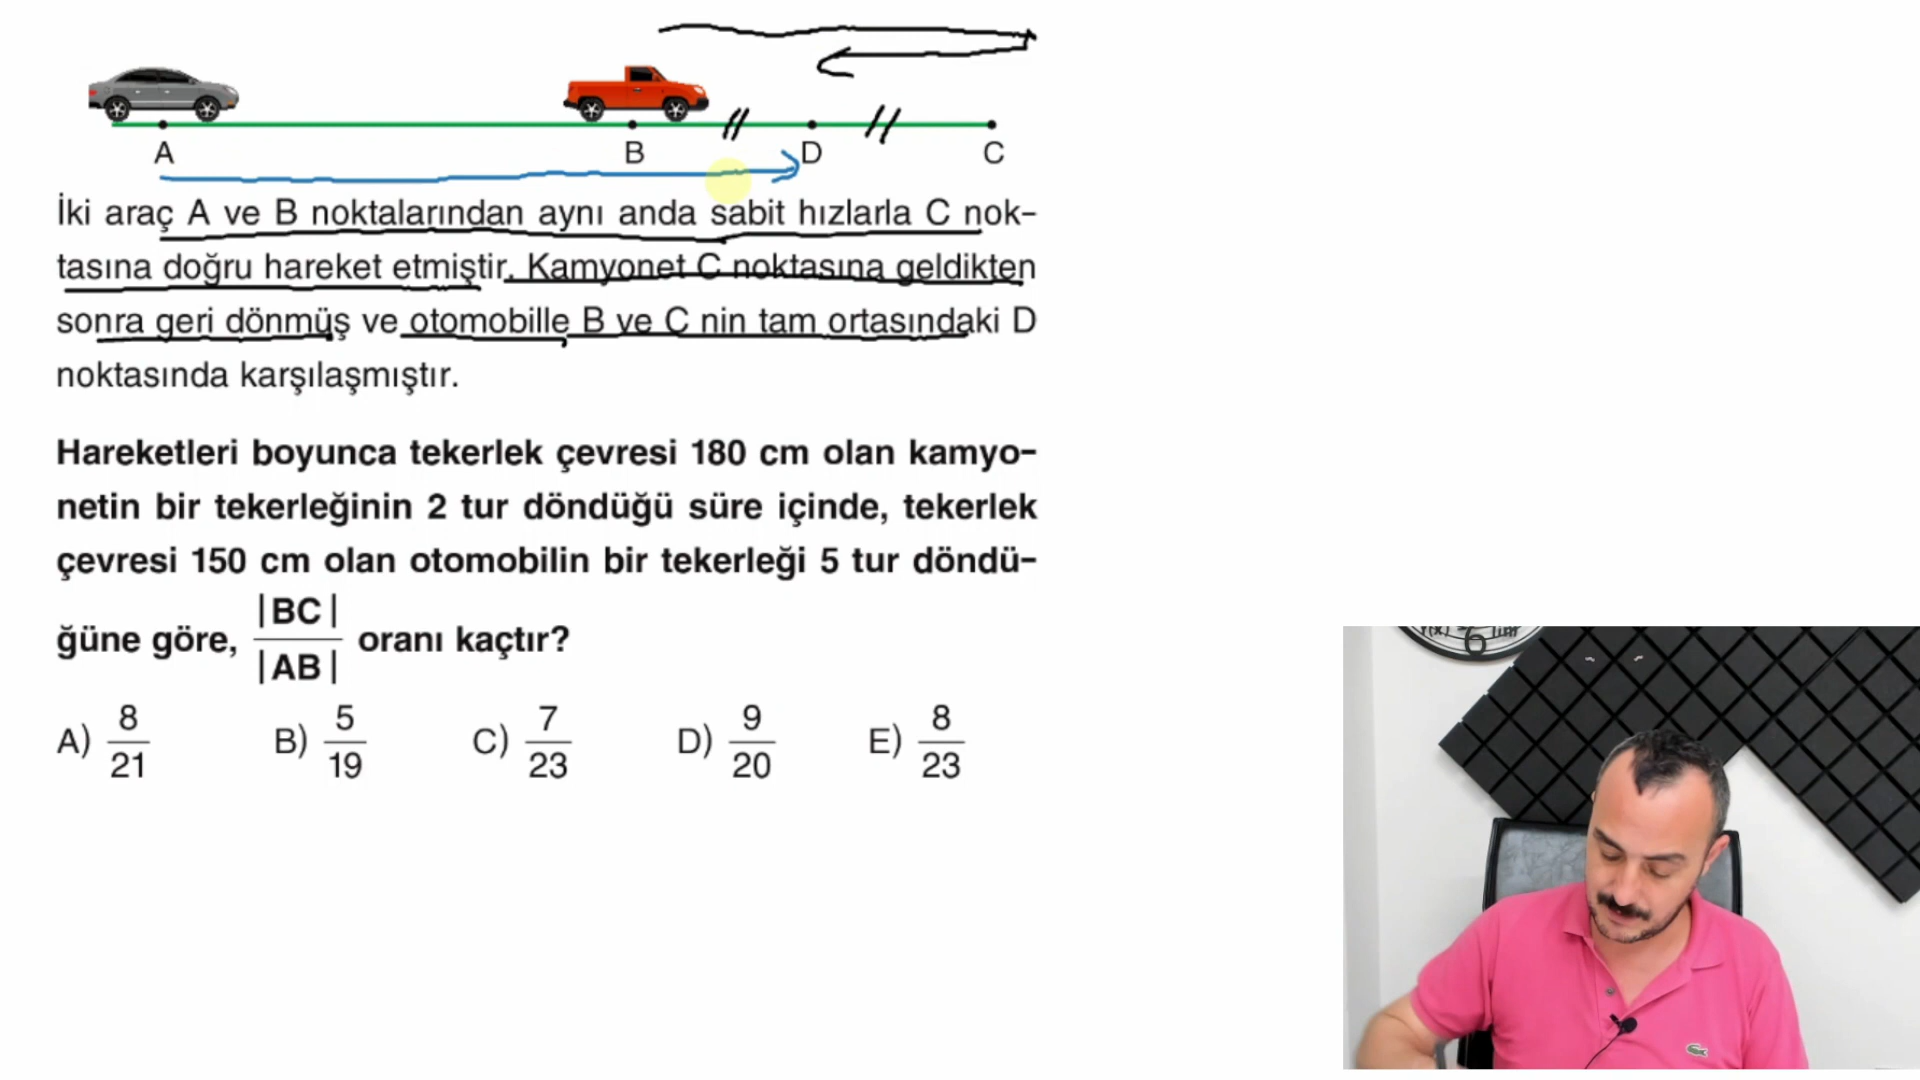 A B D C
İki araç A ve B noktalarından aynı anda sabit hızlarla C nok-
tasına doğru hareket etmiştir. Kamyonet C noktasına geldikten
sonra geri dönmüş ve otomobille B ve C nin tam ortasındaki D
noktasında karşılaşmıştır.
Hareketleri boyunca tekerlek çevresi 180 cm olan kamyo-
netin bir tekerleğinin 2 tur döndüğü süre içinde, tekerlek
çevresi 150 cm olan otomobilin bir tekerleği 5 tur döndü-
ğüne göre, |BC| / |AB| oranı kaçtır?
A) 8/21 B) 5/19 C) 7/23 D) 9/20 E) 8/23
6